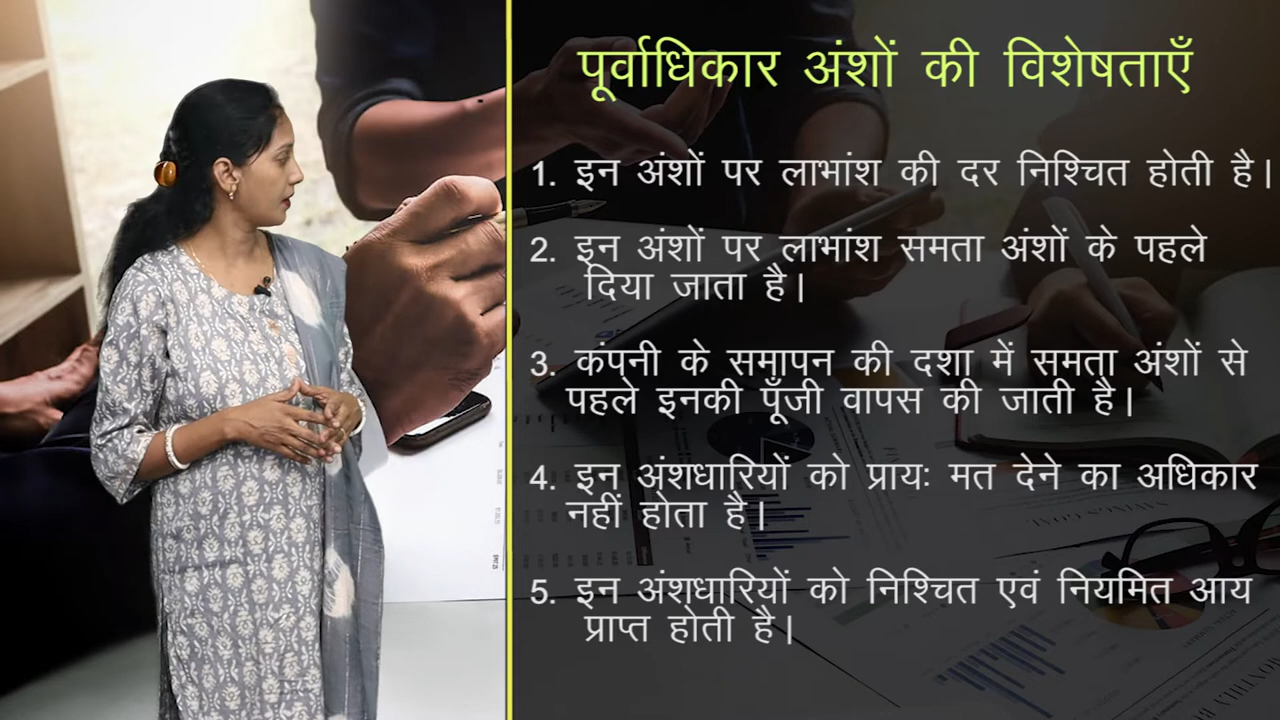 पूर्वाधिकार अंशों की विशेषताएँ
1. इन अंशों पर लाभांश की दर निश्चित होती है।
2. इन अंशों पर लाभांश समता अंशों के पहले
दिया जाता है।
3. कंपनी के समापन की दशा में समता अंशों से
पहले इनकी पूँजी वापस की जाती है।
4. इन अंशधारियों को प्रायः मत देने का अधिकार
नहीं होता है।
5. इन अंशधारियों को निश्चित एवं नियमित आय
प्राप्त होती है।